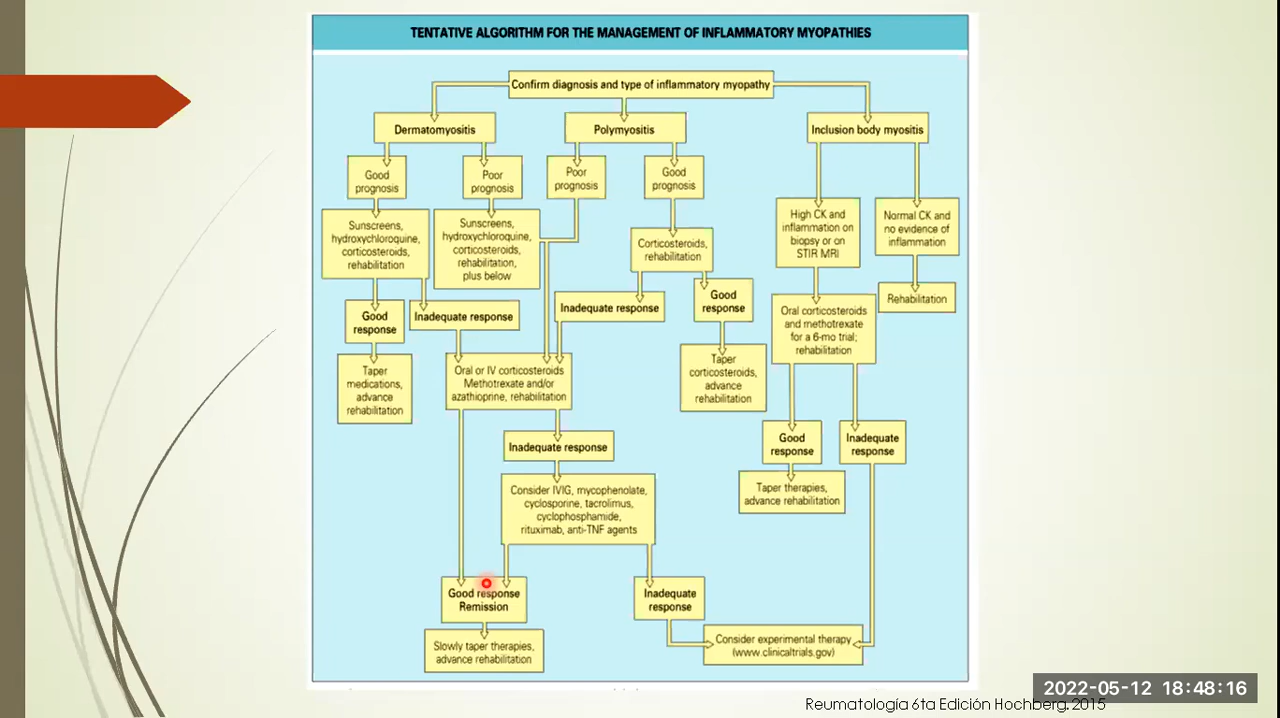 TENTATIVE ALGORITHM FOR THE MANAGEMENT OF INFLAMMATORY MYOPATHIES
Confirm diagnosis and type of inflammatory myopathy
Dermatomyositis
Polymyositis
Inclusion body myositis
Good
prognosis
Poor
prognosis
Poor
prognosis
Good
prognosis
Sunscreens,
hydroxychloroquine,
corticosteroids,
rehabilitation
Sunscreens,
hydroxychloroquine,
corticosteroids,
rehabilitation,
plus below
Corticosteroids,
rehabilitation
High CK and
inflammation on
biopsy or on
STIR MRI
Normal CK and
no evidence of
inflammation
Good
response
Inadequate response
Inadequate response
Good
response
Oral corticosteroids
and methotrexate
for a 6-mo trial;
rehabilitation
Rehabilitation
Taper
medications,
advance
rehabilitation
Oral or IV corticosteroids
Methotrexate and/or
azathioprine, rehabilitation
Taper
corticosteroids,
advance
rehabilitation
Inadequate response
Good
response
Inadequate
response
Consider IVIG, mycophenolate,
cyclosporine, tacrolimus,
cyclophosphamide,
rituximab, anti-TNF agents
Taper therapies,
advance rehabilitation
Good response
Remission
Inadequate
response
Slowly taper therapies,
advance rehabilitation
Consider experimental therapy
(www.clinicaltrials.gov)
2022-05-12 18:48:16
Reumatología 6ta Edición Hochberg. 2015